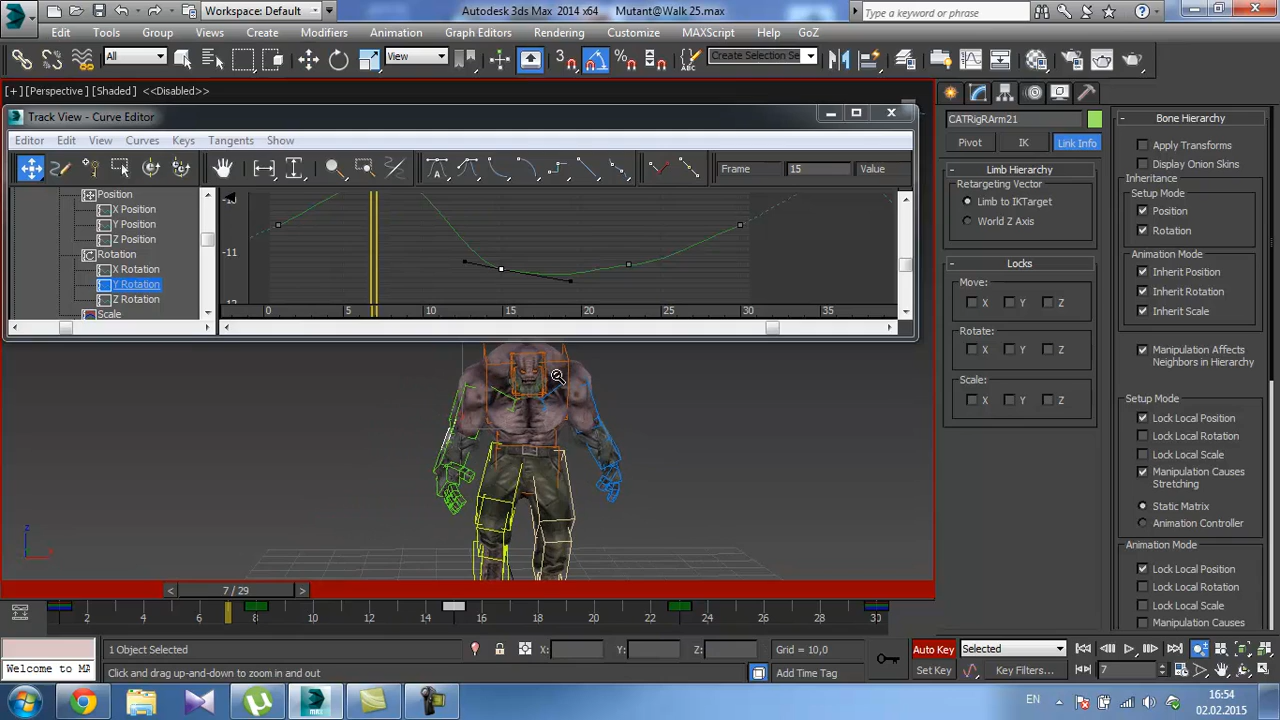 Workspace: Default
Autodesk 3ds Max 2014 x64
Mutant@Walk 25.max
Type a keyword or phrase
Edit Tools Group Views Create Modifiers Animation Graph Editors Rendering Customize MAXScript Help GoZ
All
View
3
Create Selection Se
[+] [Perspective] [Shaded] <<Disabled>>
Track View - Curve Editor
Editor Edit View Curves Keys Tangents Show
Frame 15 Value
Position
X Position
Y Position
Z Position
Rotation
X Rotation
Y Rotation
Z Rotation
Scale
-11
0 5 10 15 20 25 30 35
CATRigRArm21
Pivot IK Link Info
Limb Hierarchy
Retargeting Vector
Limb to IKTarget
World Z Axis
Locks
Move: X Y Z
Rotate: X Y Z
Scale: X Y Z
Bone Hierarchy
Apply Transforms
Display Onion Skins
Inheritance
Setup Mode
Position
Rotation
Animation Mode
Inherit Position
Inherit Rotation
Inherit Scale
Manipulation Affects
Neighbors in Hierarchy
Setup Mode
Lock Local Position
Lock Local Rotation
Lock Local Scale
Manipulation Causes
Stretching
Static Matrix
Animation Controller
Animation Mode
Lock Local Position
Lock Local Rotation
Lock Local Scale
Manipulation Causes
z
7 / 29
2 4 6 8 10 12 14 16 18 20 22 24 26 28 30
1 Object Selected
X: Y: Z:
Grid = 10,0
Auto Key
Selected
Welcome to MA
Click and drag up-and-down to zoom in and out
Add Time Tag
Set Key
Key Filters...
7
EN
16:54
02.02.2015